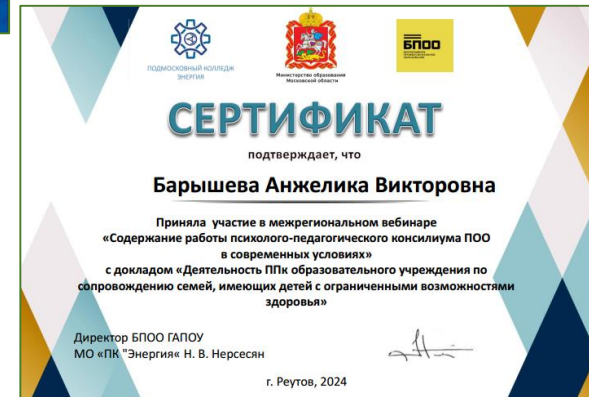 ПОДМОСКОВНЫЙ КОЛЛЕДЖ
ЭНЕРГИЯ
Министерство образования
Московской области
БПОО
СЕРТИФИКАТ
подтверждает, что
Барышева Анжелика Викторовна
Приняла участие в межрегиональном вебинаре
«Содержание работы психолого-педагогического консилиума ПОО
в современных условиях»
с докладом «Деятельность ППк образовательного учреждения по
сопровождению семей, имеющих детей с ограниченными возможностями
здоровья»
Директор БПОО ГАПОУ
МО «ПК "Энергия« Н. В. Нерсесян
г. Реутов, 2024